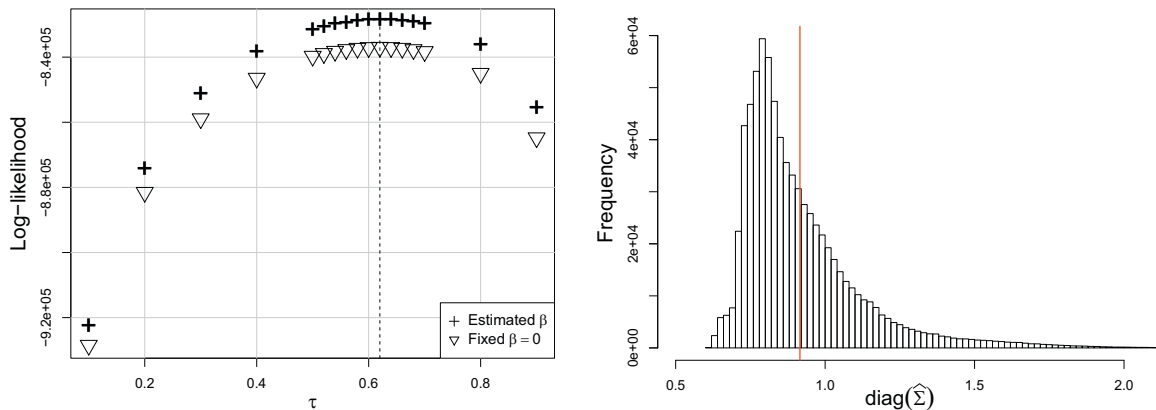 Log−likelihood
-8.4e+05
-8.8e+05
-9.2e+05
0.2 0.4 0.6 0.8
τ
+ Estimated β
▽ Fixed β = 0
Frequency
6e+04
4e+04
2e+04
0e+00
0.5 1.0 1.5 2.0
diag(Σ̂)